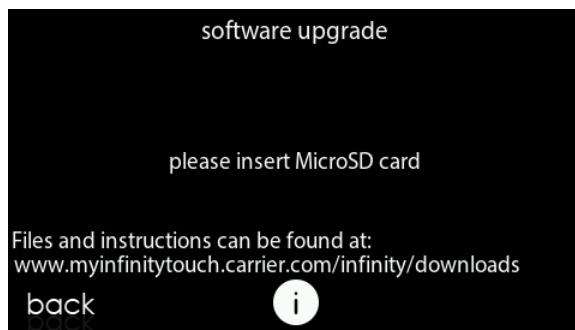 software upgrade
please insert MicroSD card
Files and instructions can be found at:
www.myinfinitytouch.carrier.com/infinity/downloads
back
i